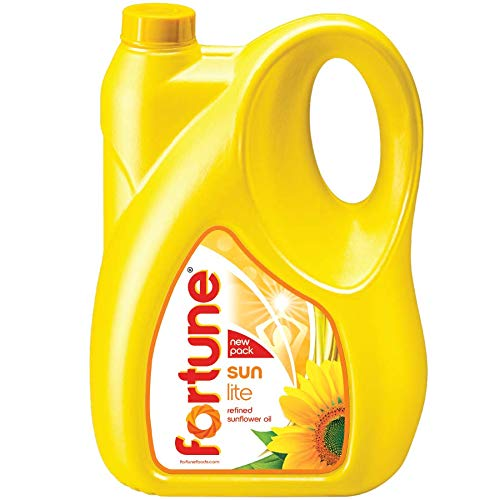 fortune®
new
pack
sun
lite
refined
sunflower oil
fortunefoods.com